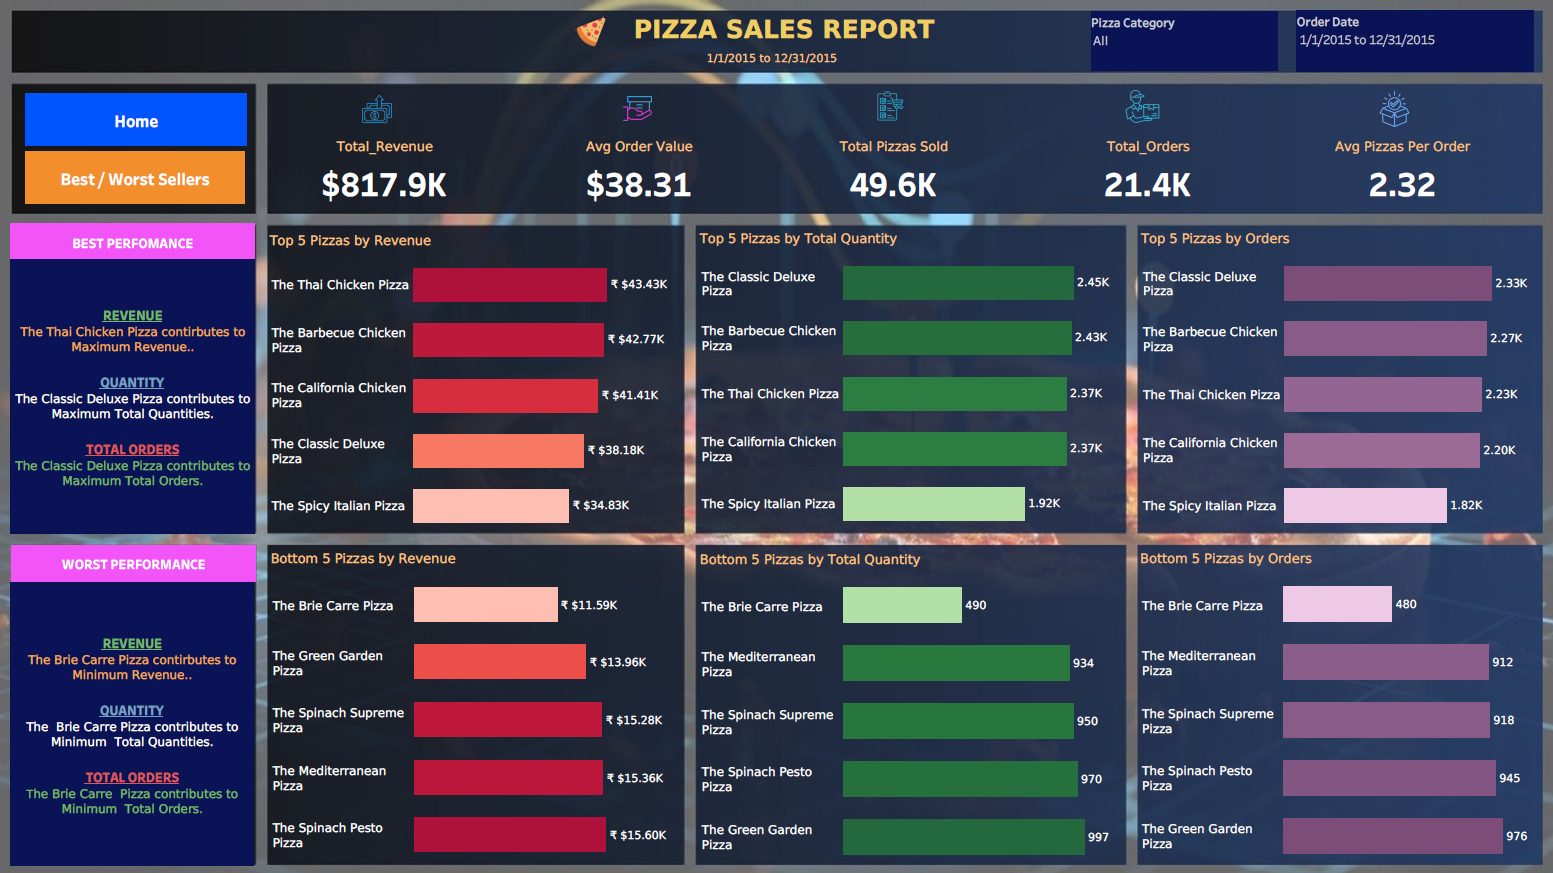 PIZZA SALES REPORT
1/1/2015 to 12/31/2015
Pizza Category
All
Order Date
1/1/2015 to 12/31/2015
Home
Best / Worst Sellers
Total_Revenue
$817.9K
Avg Order Value
$38.31
Total Pizzas Sold
49.6K
Total_Orders
21.4K
Avg Pizzas Per Order
2.32
BEST PERFOMANCE
REVENUE
The Thai Chicken Pizza contirbutes to
Maximum Revenue..
QUANTITY
The Classic Deluxe Pizza contributes to
Maximum Total Quantities.
TOTAL ORDERS
The Classic Deluxe Pizza contributes to
Maximum Total Orders.
Top 5 Pizzas by Revenue
The Thai Chicken Pizza ₹ $43.43K
The Barbecue Chicken
Pizza ₹ $42.77K
The California Chicken
Pizza ₹ $41.41K
The Classic Deluxe
Pizza ₹ $38.18K
The Spicy Italian Pizza ₹ $34.83K
Top 5 Pizzas by Total Quantity
The Classic Deluxe
Pizza 2.45K
The Barbecue Chicken
Pizza 2.43K
The Thai Chicken Pizza 2.37K
The California Chicken
Pizza 2.37K
The Spicy Italian Pizza 1.92K
Top 5 Pizzas by Orders
The Classic Deluxe
Pizza 2.33K
The Barbecue Chicken
Pizza 2.27K
The Thai Chicken Pizza 2.23K
The California Chicken
Pizza 2.20K
The Spicy Italian Pizza 1.82K
WORST PERFORMANCE
REVENUE
The Brie Carre Pizza contirbutes to
Minimum Revenue..
QUANTITY
The  Brie Carre Pizza contributes to
Minimum  Total Quantities.
TOTAL ORDERS
The Brie Carre  Pizza contributes to
Minimum  Total Orders.
Bottom 5 Pizzas by Revenue
The Brie Carre Pizza ₹ $11.59K
The Green Garden
Pizza ₹ $13.96K
The Spinach Supreme
Pizza ₹ $15.28K
The Mediterranean
Pizza ₹ $15.36K
The Spinach Pesto
Pizza ₹ $15.60K
Bottom 5 Pizzas by Total Quantity
The Brie Carre Pizza 490
The Mediterranean
Pizza 934
The Spinach Supreme
Pizza 950
The Spinach Pesto
Pizza 970
The Green Garden
Pizza 997
Bottom 5 Pizzas by Orders
The Brie Carre Pizza 480
The Mediterranean
Pizza 912
The Spinach Supreme
Pizza 918
The Spinach Pesto
Pizza 945
The Green Garden
Pizza 976